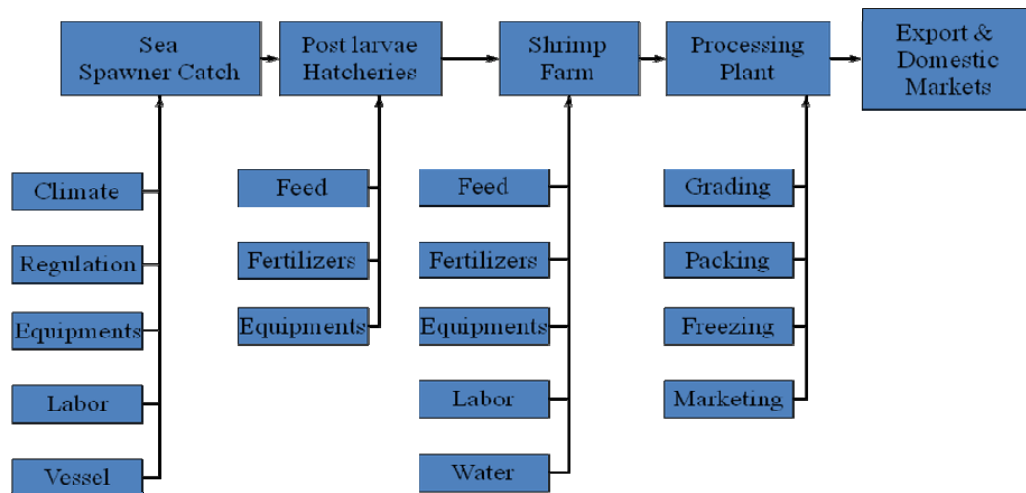 Sea
Spawner Catch
Post larvae
Hatcheries
Shrimp
Farm
Processing
Plant
Export &
Domestic
Markets
Climate
Regulation
Equipments
Labor
Vessel
Feed
Fertilizers
Equipments
Feed
Fertilizers
Equipments
Labor
Water
Grading
Packing
Freezing
Marketing